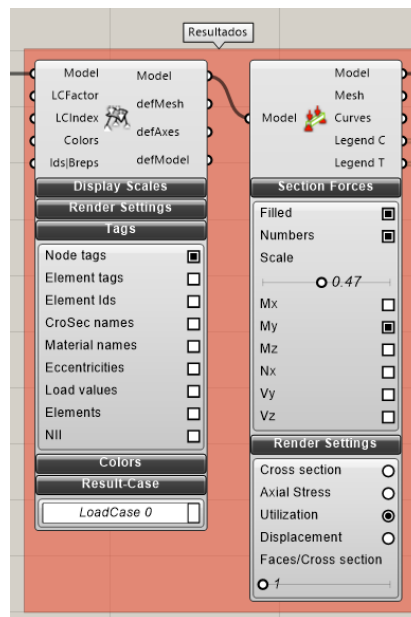 Resultados
Model
LCFactor
LCIndex
Colors
Ids|Breps
Model
defMesh
defAxes
defModel
Display Scales
Render Settings
Tags
Node tags
Element tags
Element Ids
CroSec names
Material names
Eccentricities
Load values
Elements
NII
Colors
Result-Case
LoadCase 0
Model
Model
Mesh
Curves
Legend C
Legend T
Section Forces
Filled
Numbers
Scale
0.47
Mx
My
Mz
Nx
Vy
Vz
Render Settings
Cross section
Axial Stress
Utilization
Displacement
Faces/Cross section
1